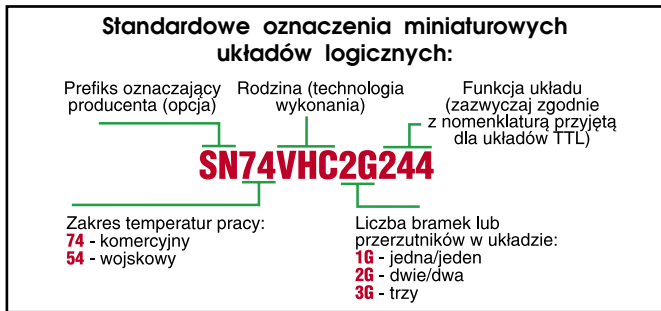 Standardowe oznaczenia miniaturowych
układów logicznych:
Prefiks oznaczający
producenta (opcja)
Rodzina (technologia
wykonania)
Funkcja układu
(zazwyczaj zgodnie
z nomenklaturą przyjętą
dla układów TTL)
SN74VHC2G244
Zakres temperatur pracy:
74 - komercyjny
54 - wojskowy
Liczba bramek lub
przerzutników w układzie:
1G - jedna/jeden
2G - dwie/dwa
3G - trzy